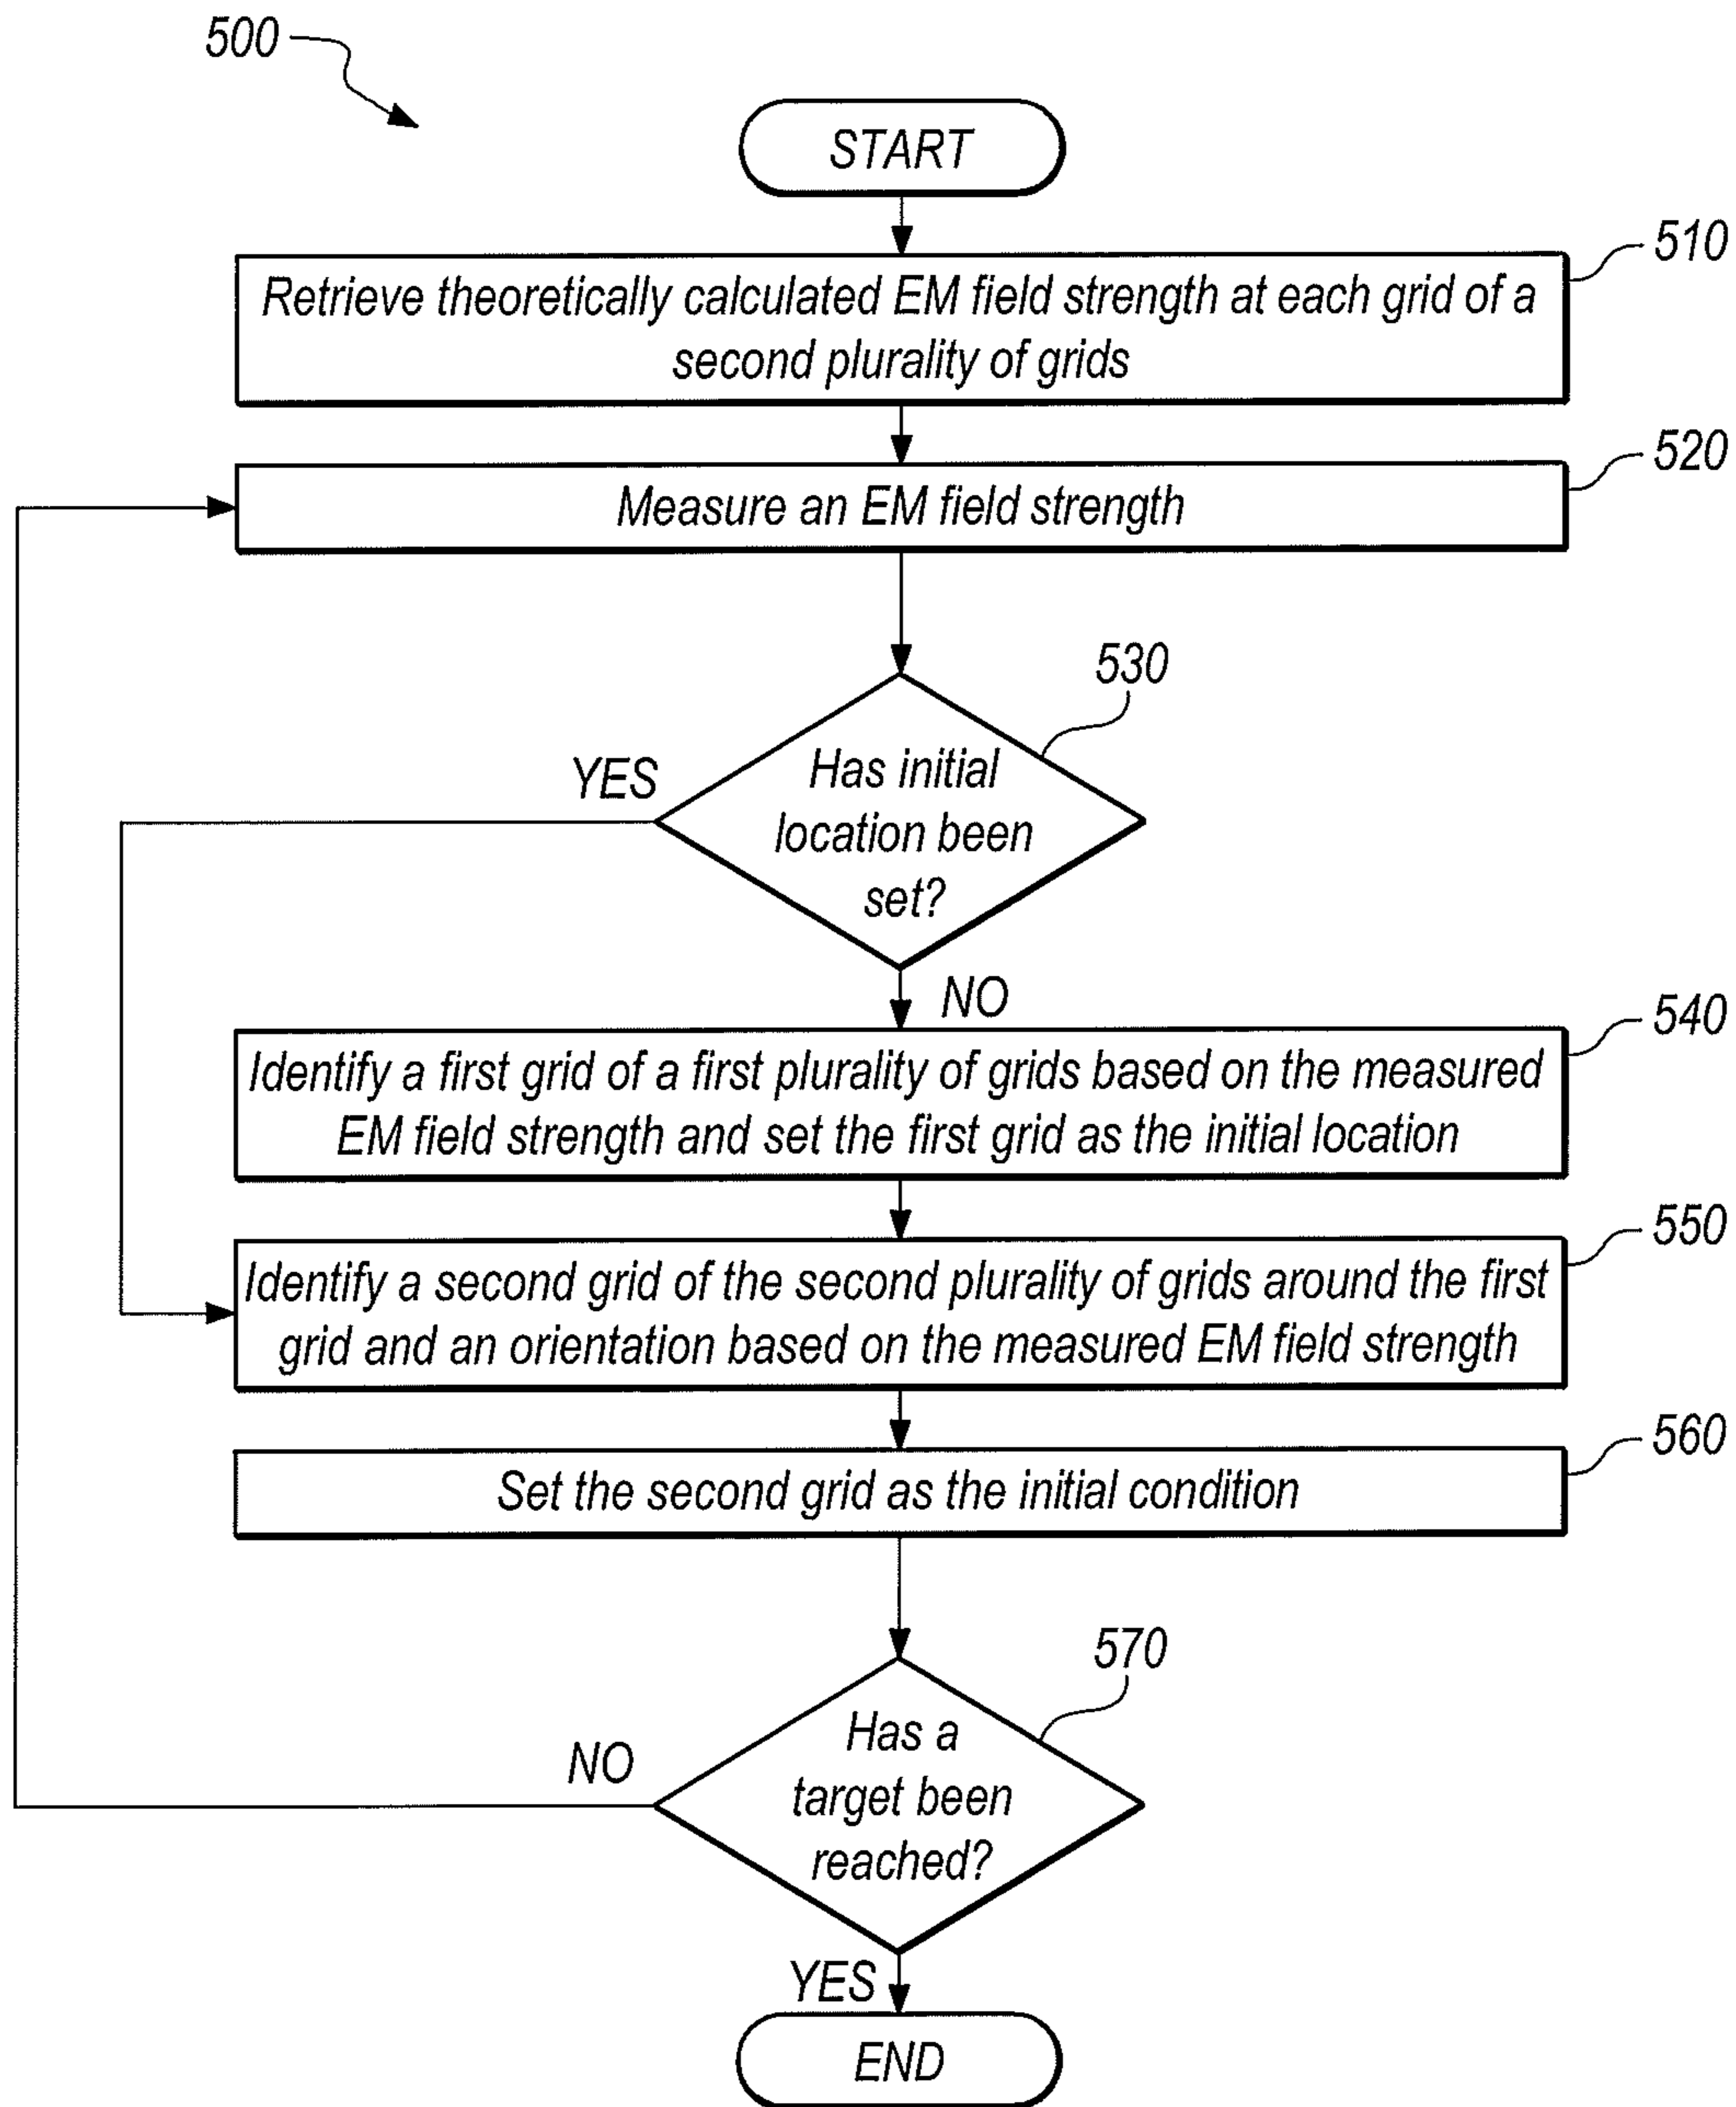 500
START
510
Retrieve theoretically calculated EM field strength at each grid of a
second plurality of grids
520
Measure an EM field strength
530
YES
Has initial
location been
set?
NO
540
Identify a first grid of a first plurality of grids based on the measured
EM field strength and set the first grid as the initial location
550
Identify a second grid of the second plurality of grids around the first
grid and an orientation based on the measured EM field strength
560
Set the second grid as the initial condition
570
NO
Has a
target been
reached?
YES
END